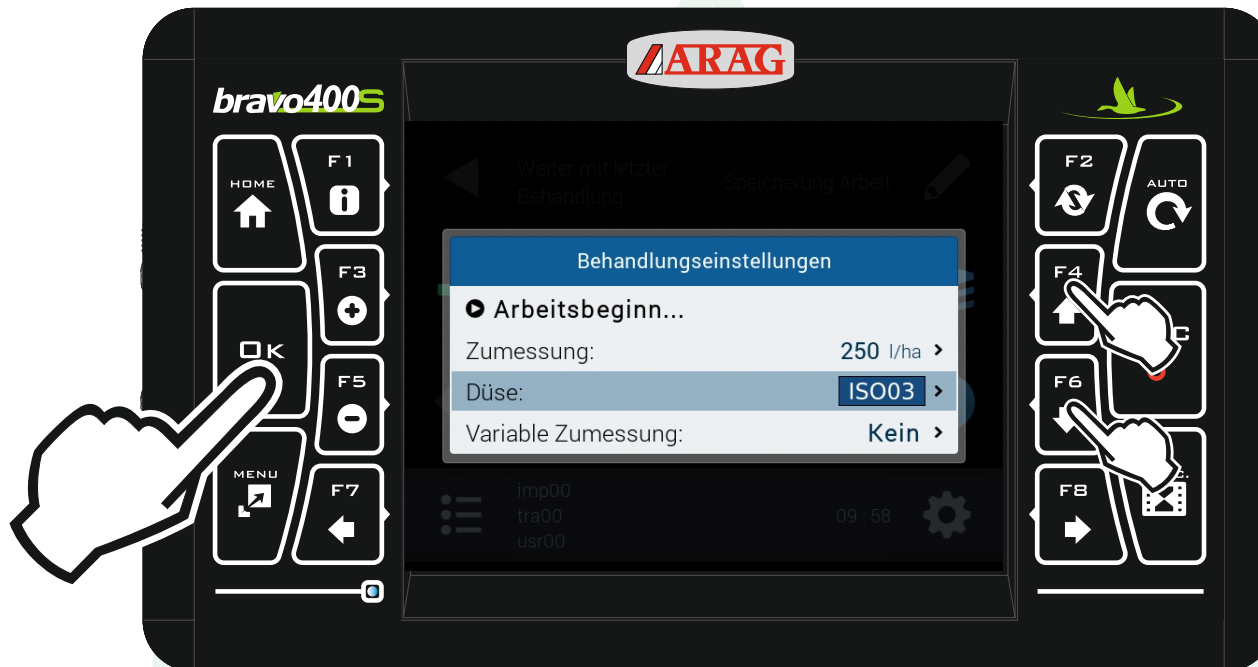 ARAG
bravo400S
HOME
F1
F3
OK
F5
MENU
F7
Weiter mit letzter
Behandlung
Speicherung Arbeit
Behandlungseinstellungen
Arbeitsbeginn...
Zumessung: 250 l/ha
Düse: ISO03
Variable Zumessung: Kein
imp00
tra00
usr00
09 : 58
F2
AUTO
F4
F6
F8